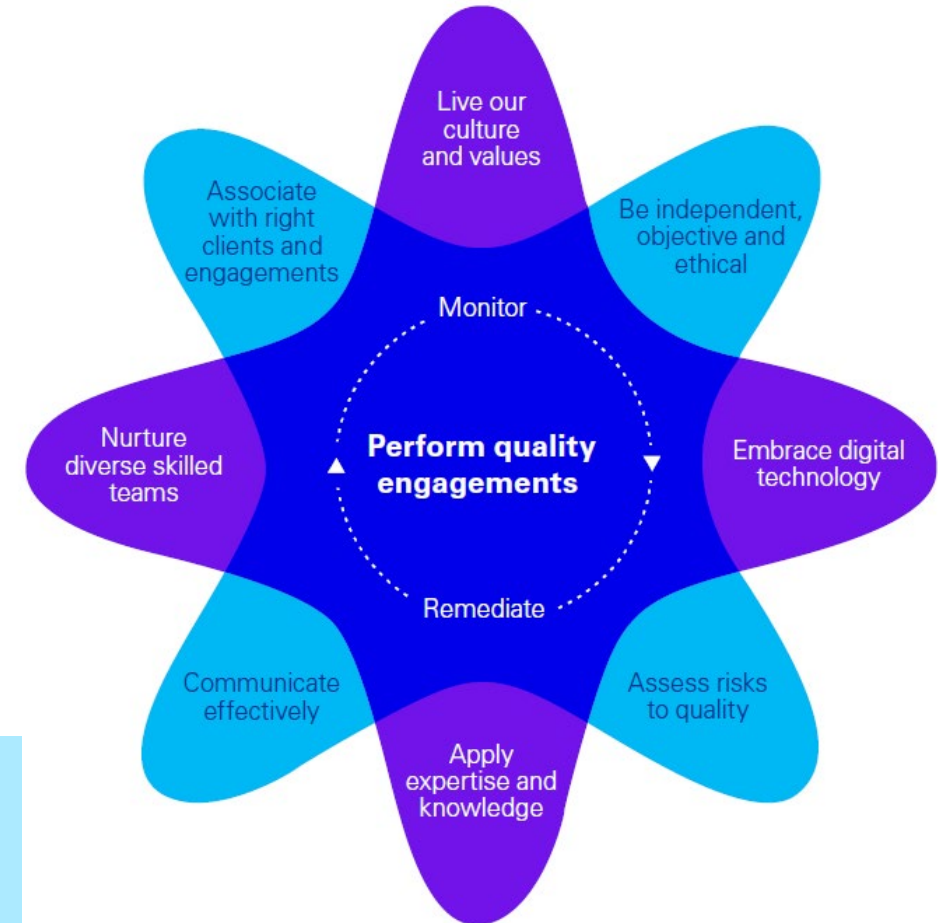 Live our
culture
and values
Associate
with right
clients and
engagements
Be independent,
objective and
ethical
Monitor
Nurture
diverse skilled
teams
Perform quality
engagements
Embrace digital
technology
Remediate
Communicate
effectively
Assess risks
to quality
Apply
expertise and
knowledge